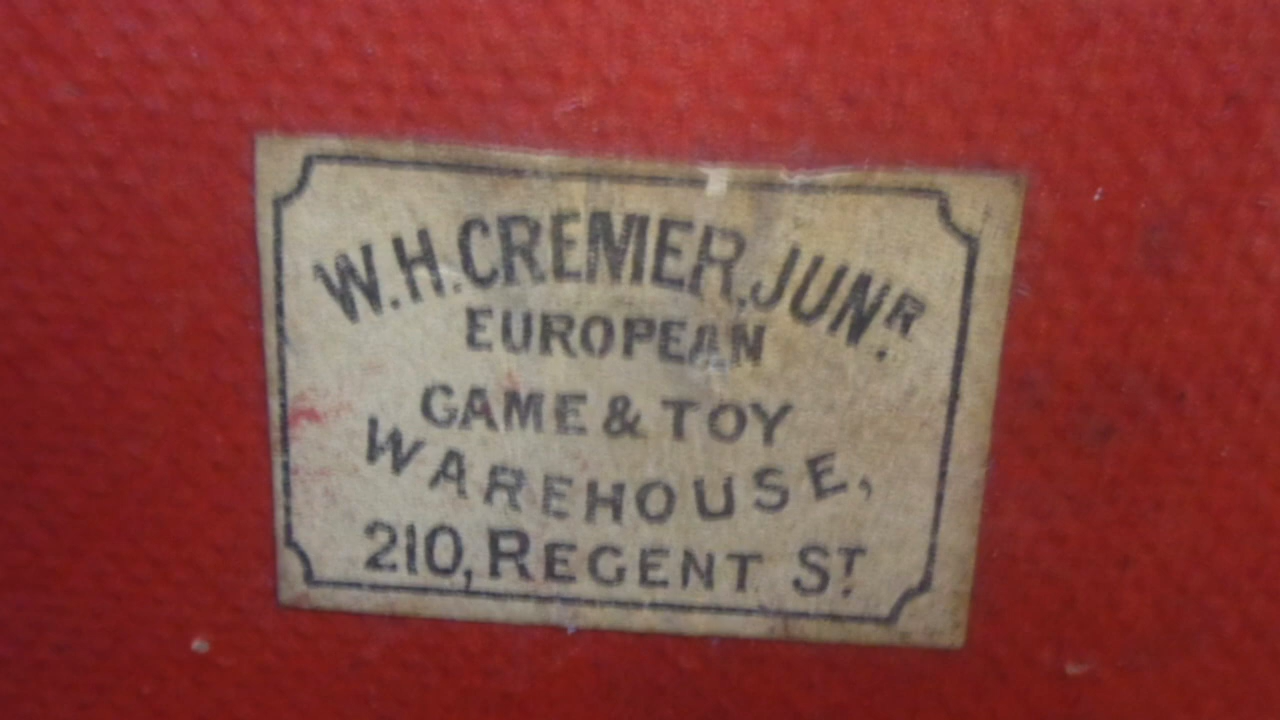 W.H.CREMER, JUNR.
EUROPEAN
GAME & TOY
WAREHOUSE,
210, REGENT ST